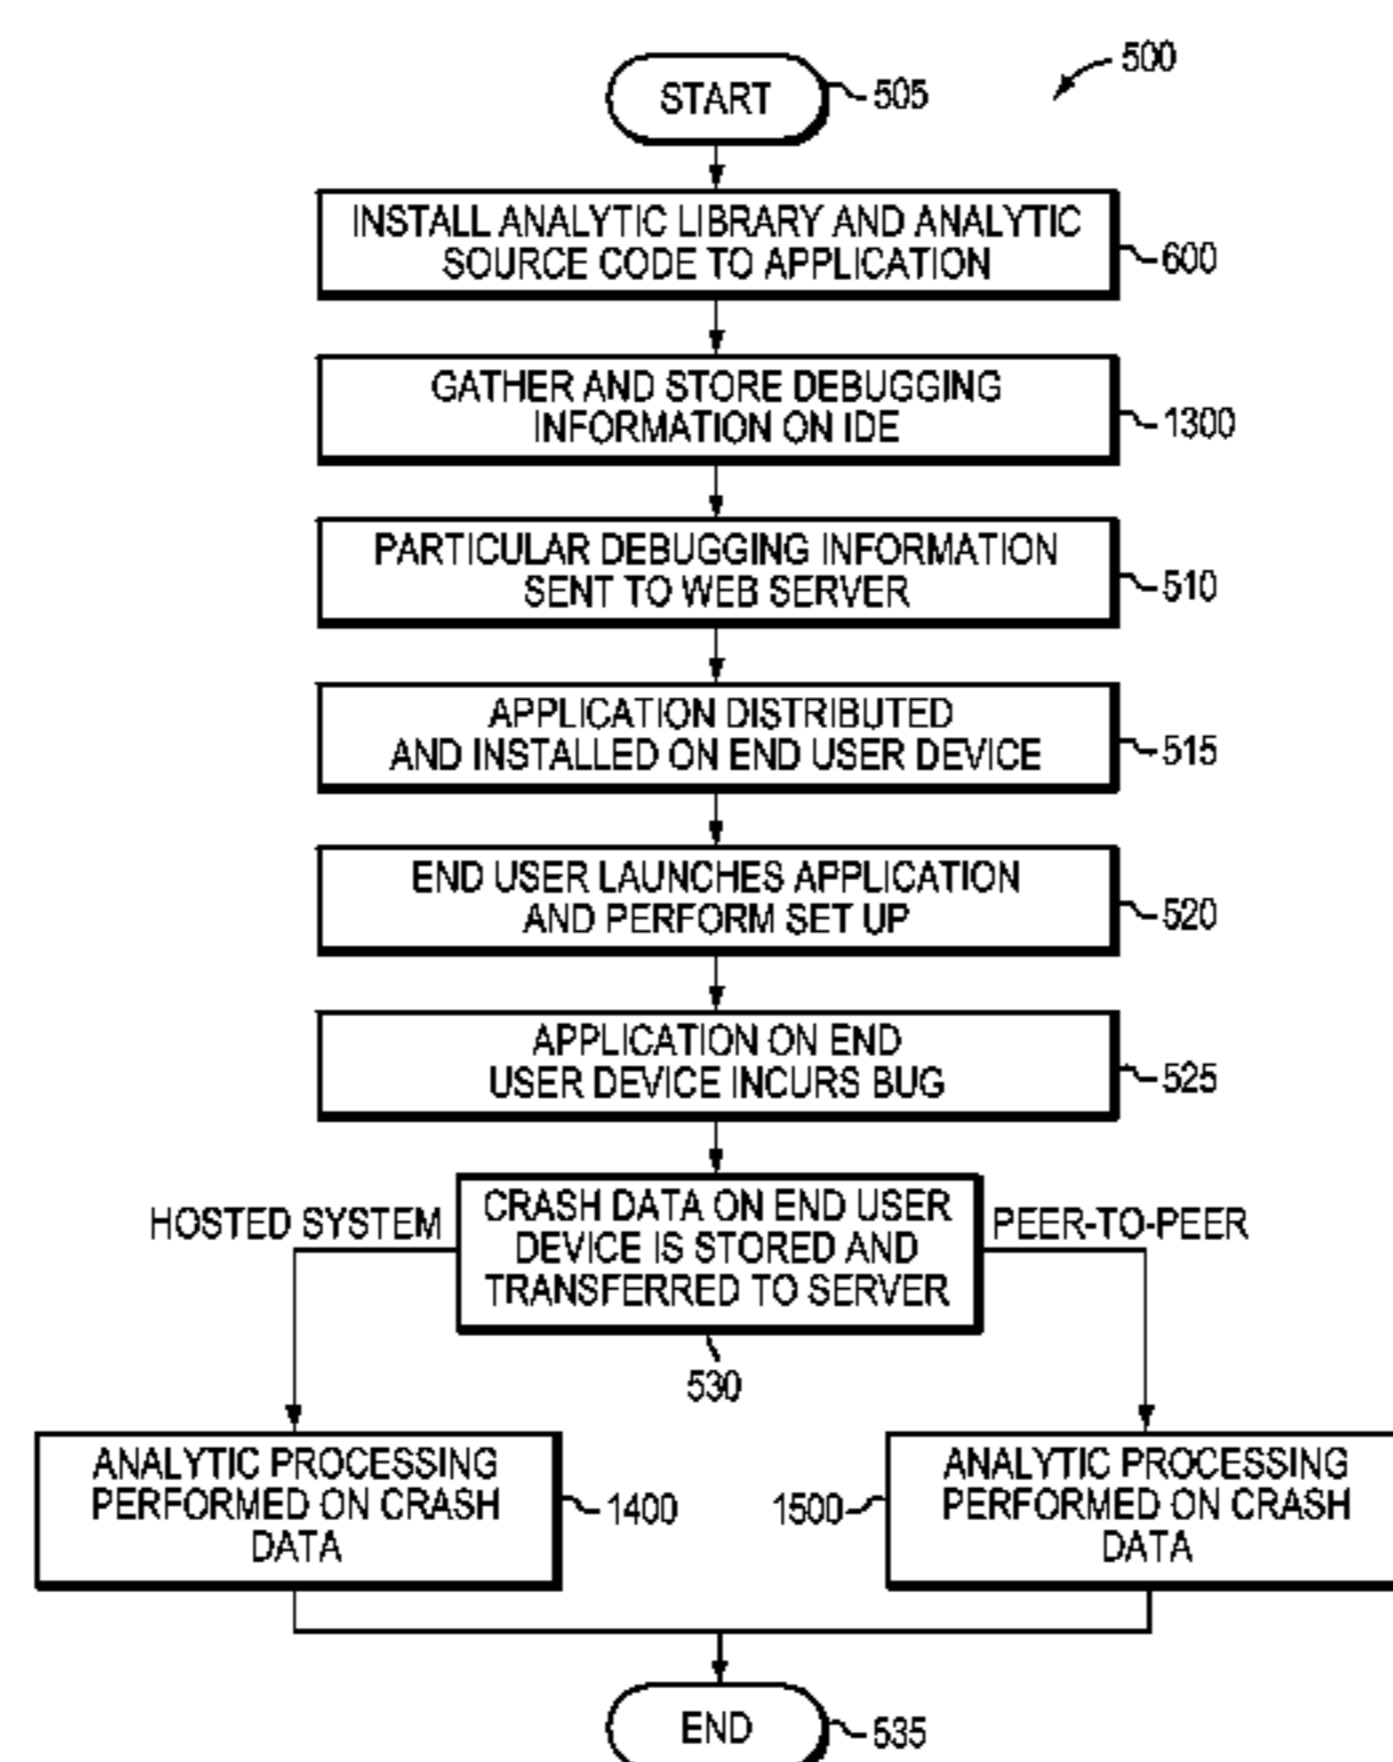 500
START
505
INSTALL ANALYTIC LIBRARY AND ANALYTIC
SOURCE CODE TO APPLICATION
600
GATHER AND STORE DEBUGGING
INFORMATION ON IDE
1300
PARTICULAR DEBUGGING INFORMATION
SENT TO WEB SERVER
510
APPLICATION DISTRIBUTED
AND INSTALLED ON END USER DEVICE
515
END USER LAUNCHES APPLICATION
AND PERFORM SET UP
520
APPLICATION ON END
USER DEVICE INCURS BUG
525
HOSTED SYSTEM
CRASH DATA ON END USER
DEVICE IS STORED AND
TRANSFERRED TO SERVER
PEER-TO-PEER
530
ANALYTIC PROCESSING
PERFORMED ON CRASH
DATA
1400
1500
ANALYTIC PROCESSING
PERFORMED ON CRASH
DATA
END
535